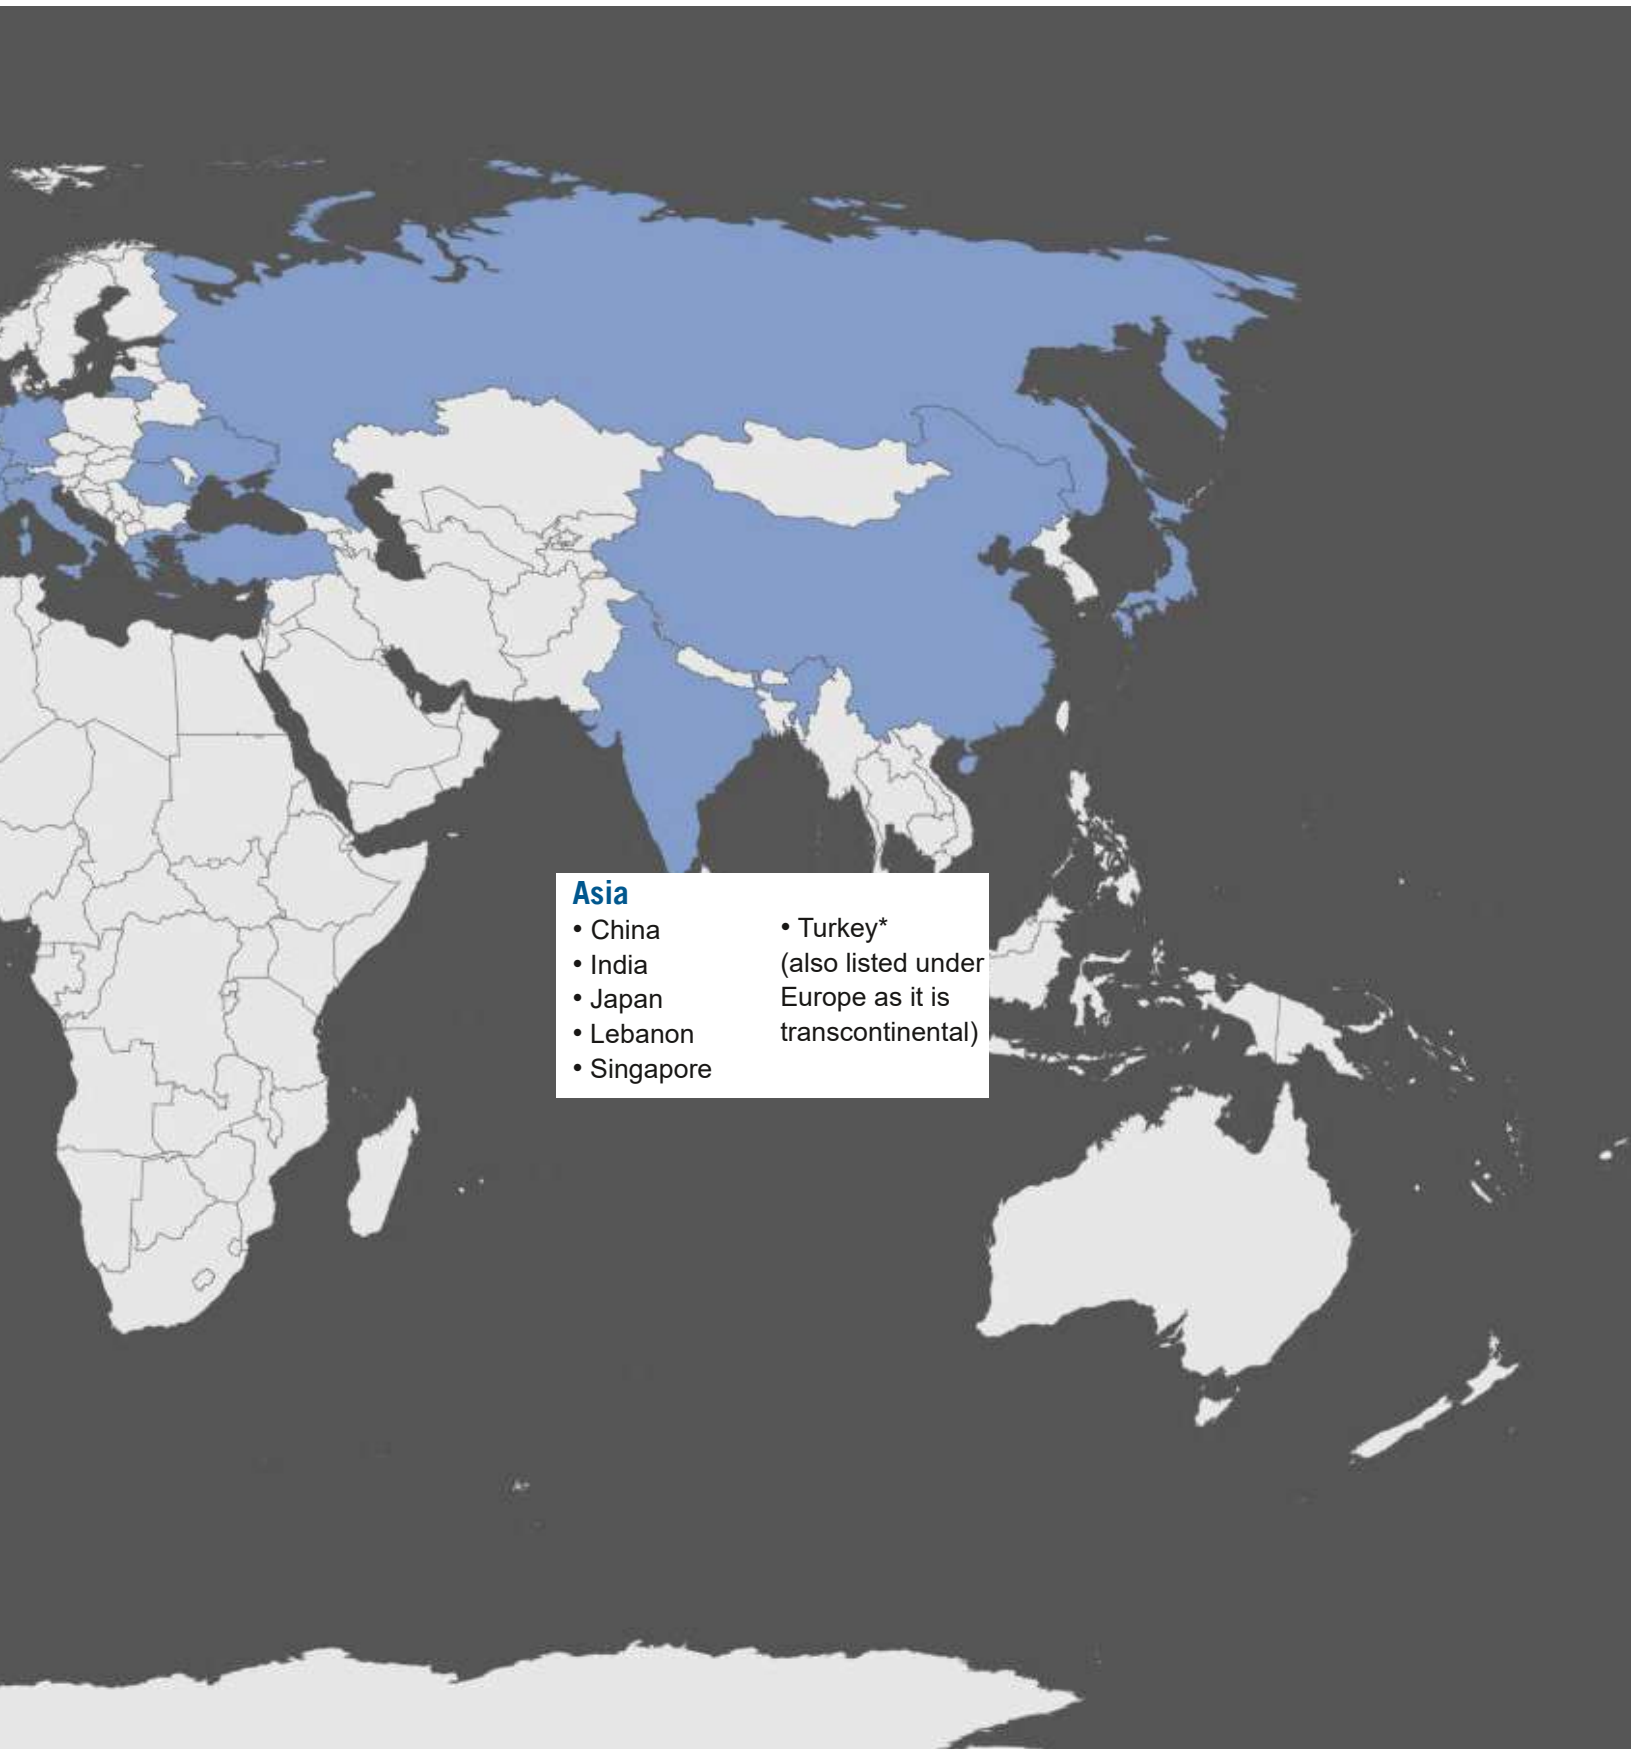 Asia
• China
• India
• Japan
• Lebanon
• Singapore
• Turkey*
(also listed under
Europe as it is
transcontinental)